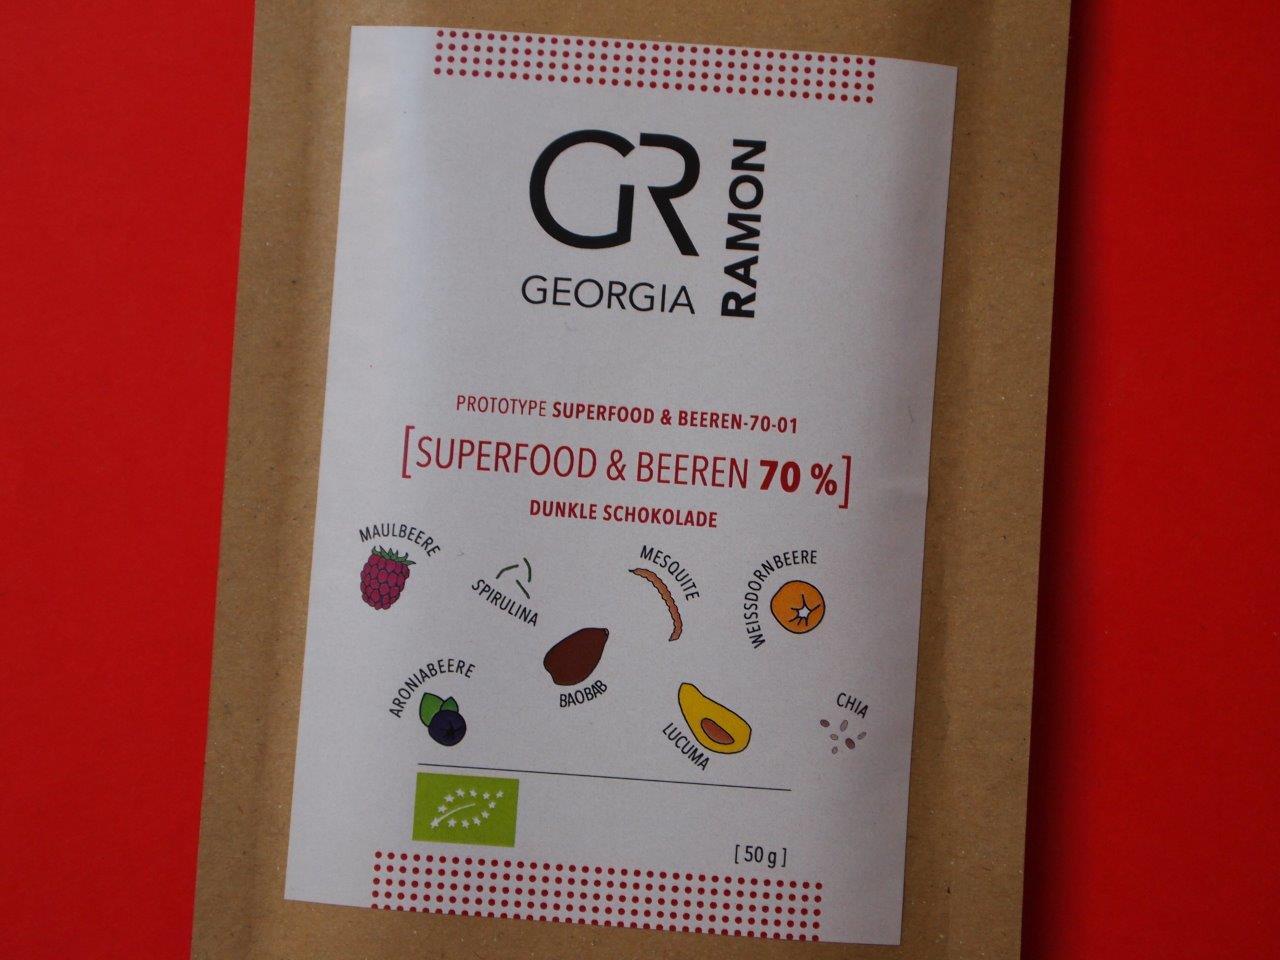 GR
GEORGIA
RAMON
PROTOTYPE SUPERFOOD & BEEREN-70-01
[SUPERFOOD & BEEREN 70 %]
DUNKLE SCHOKOLADE
MAULBEERE
SPIRULINA
MESQUITE
WEISSDORNBEERE
ARONIABEERE
BAOBAB
LUCUMA
CHIA
[ 50 g ]